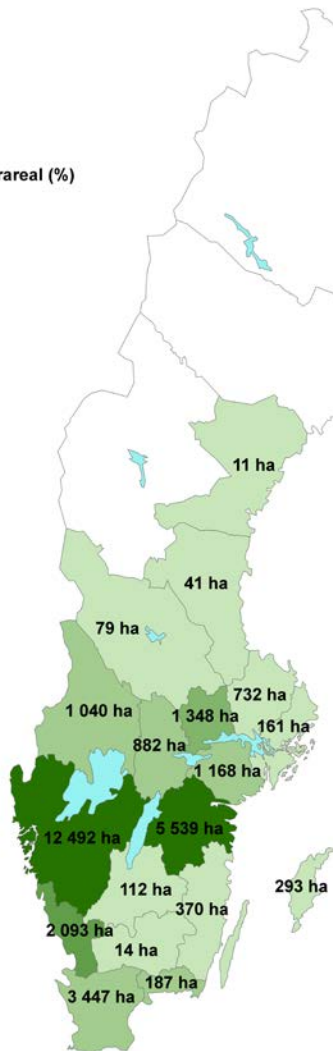 rareal (%)
11 ha
41 ha
79 ha
732 ha
1 040 ha
1 348 ha
161 ha
882 ha
1 168 ha
12 492 ha
5 539 ha
112 ha
293 ha
370 ha
2 093 ha
14 ha
187 ha
3 447 ha